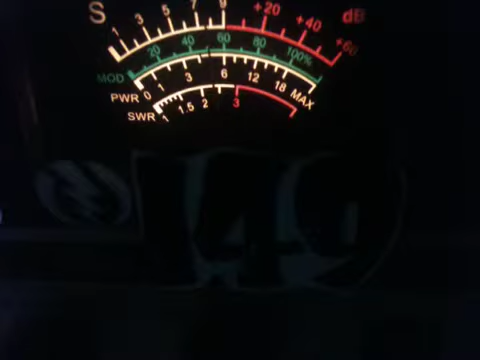 S 1 3 5 7 9 +20 +40 +60 dB
MOD 20 40 60 80 100%
PWR 0 1 3 6 12 18 MAX
SWR 1 1.5 2 3
149